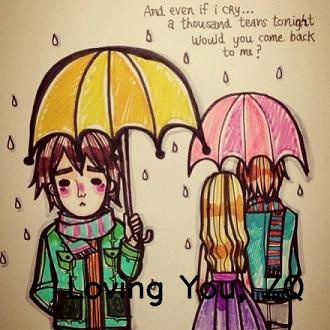 And even if i cry...
a thousand tears tonight
Would you come back
to me?
Loving You, ZQ